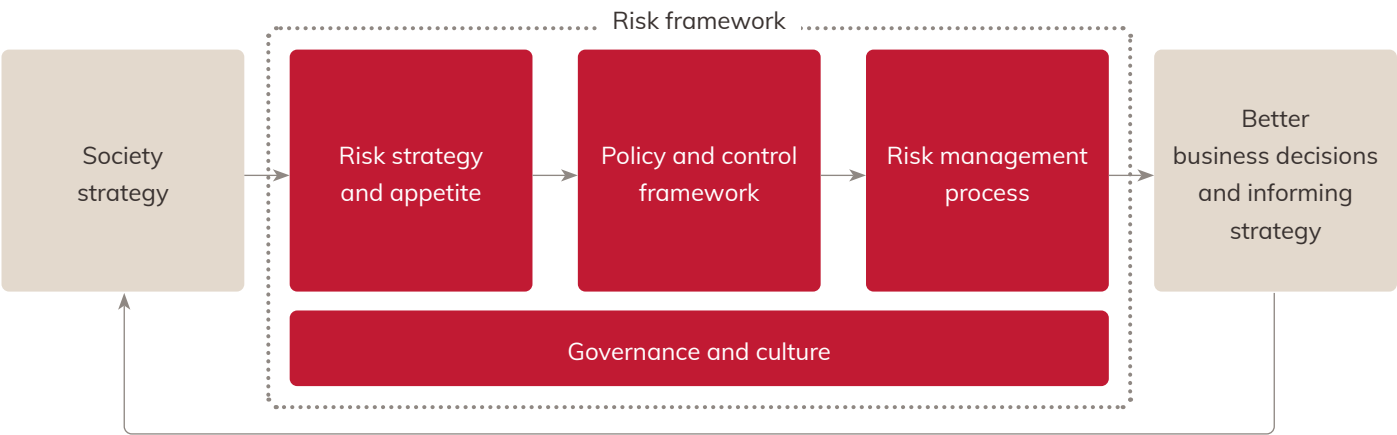 Risk framework
Society
strategy
Risk strategy
and appetite
Policy and control
framework
Risk management
process
Better
business decisions
and informing
strategy
Governance and culture